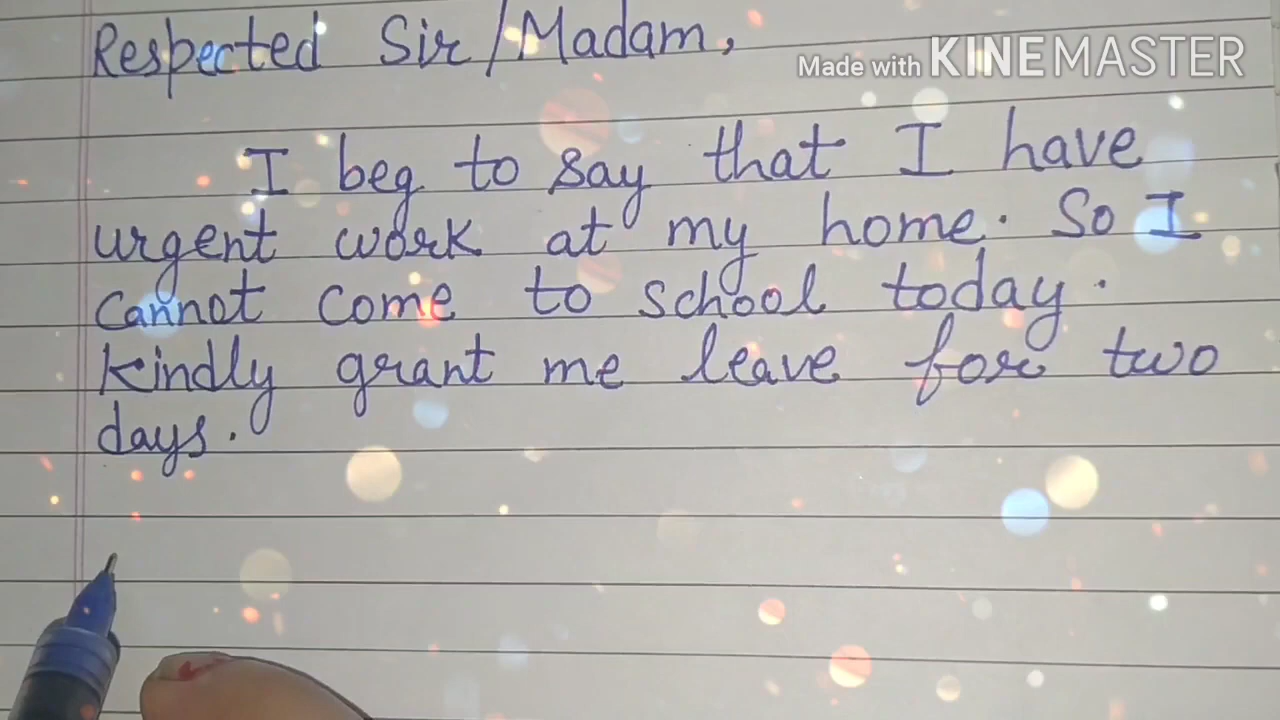 Respected Sir/Madam,
Made with KINEMASTER
I beg to say that I have
urgent work at my home. So I
cannot come to school today.
Kindly grant me leave for two
days.